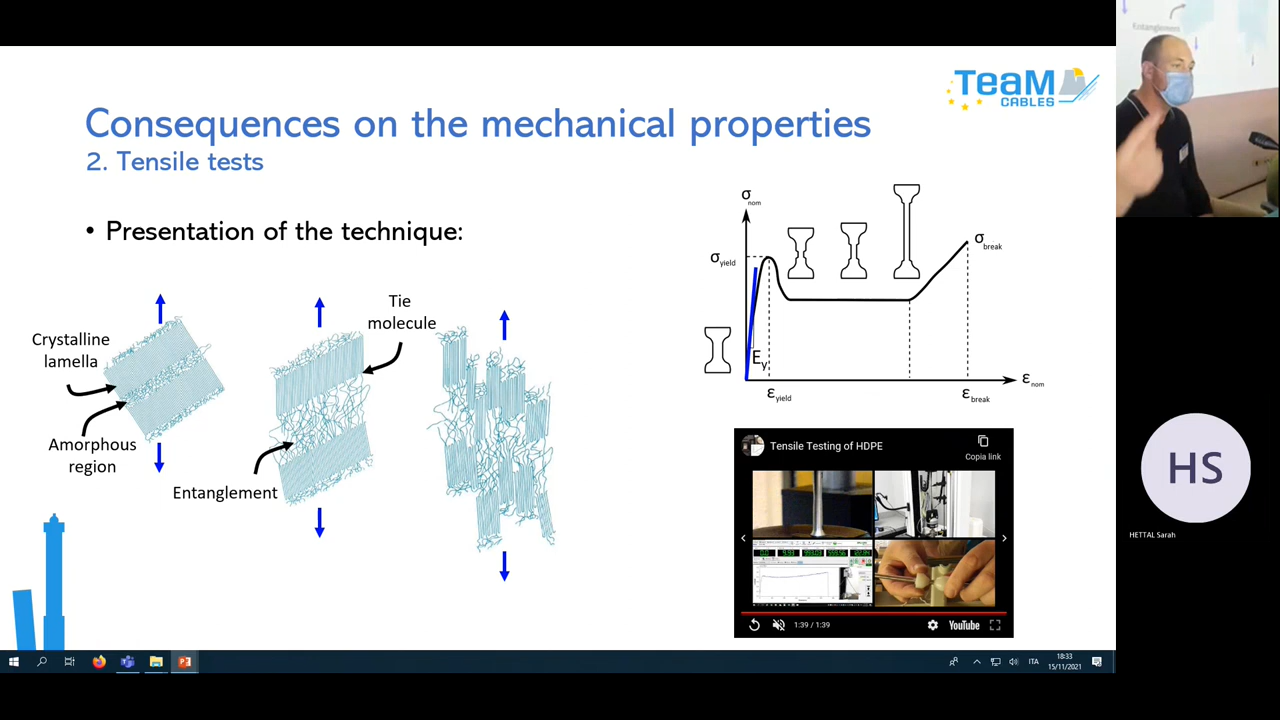 TeaM
CABLES
Consequences on the mechanical properties
2. Tensile tests
• Presentation of the technique:
Crystalline
lamella
Amorphous
region
Entanglement
Tie
molecule
σnom
σyield
σbreak
Ey
εnom
εyield
εbreak
Tensile Testing of HDPE
Copia link
1:39 / 1:39
YouTube
Entanglement
HS
HETTAL Sarah
ITA
18:33
15/11/2021